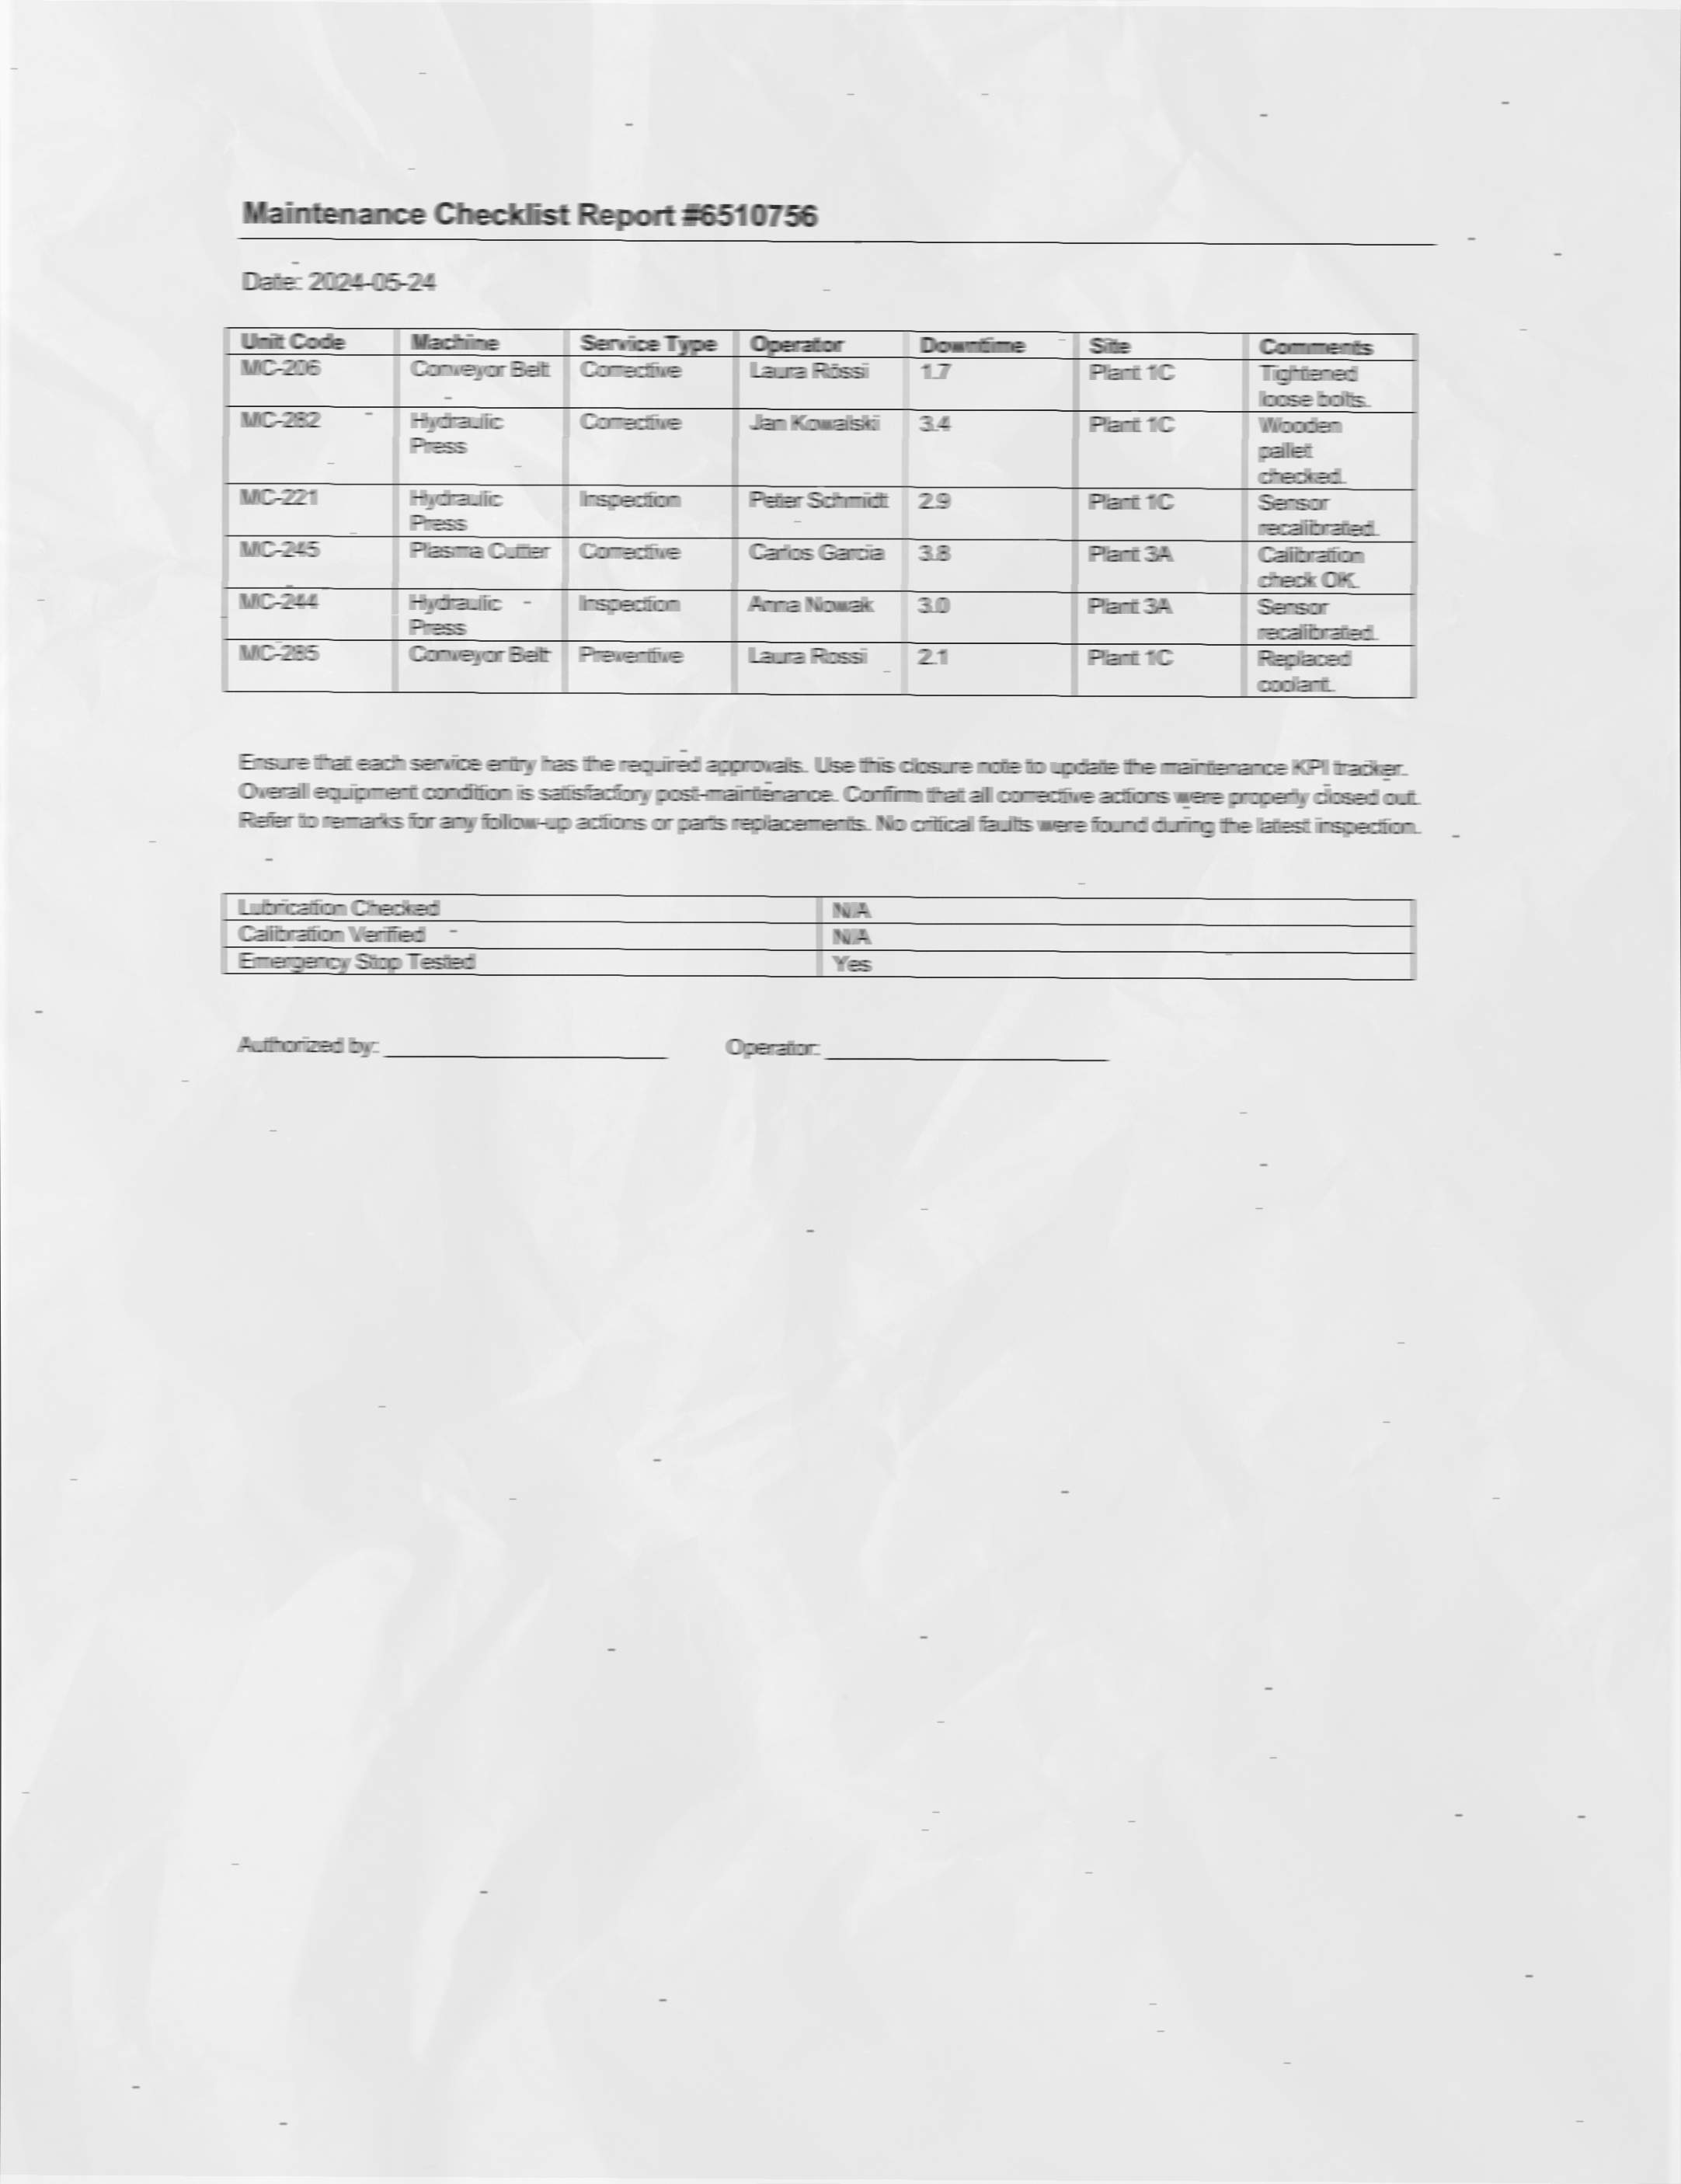 Maintenance Checklist Report #6510756
Date: 2024-05-24
Unit Code Machine Service Type Operator Downtime Site Comments
MC-206 Conveyor Belt Corrective Laura Rossi 1.7 Plant 1C Tightened
loose bolts.
MC-282 Hydraulic Corrective Jan Kowalski 3.4 Plant 1C Wooden
Press pallet
checked.
MC-221 Hydraulic Inspection Peter Schmidt 2.9 Plant 1C Sensor
Press recalibrated.
MC-245 Plasma Cutter Corrective Carlos Garcia 3.8 Plant 3A Calibration
check OK.
MC-244 Hydraulic Inspection Anna Nowak 3.0 Plant 3A Sensor
Press recalibrated.
MC-285 Conveyor Belt Preventive Laura Rossi 2.1 Plant 1C Replaced
coolant.
Ensure that each service entry has the required approvals. Use this closure note to update the maintenance KPI tracker.
Overall equipment condition is satisfactory post-maintenance. Confirm that all corrective actions were properly closed out.
Refer to remarks for any follow-up actions or parts replacements. No critical faults were found during the latest inspection.
Lubrication Checked N/A
Calibration Verified N/A
Emergency Stop Tested Yes
Authorized by: Operator: